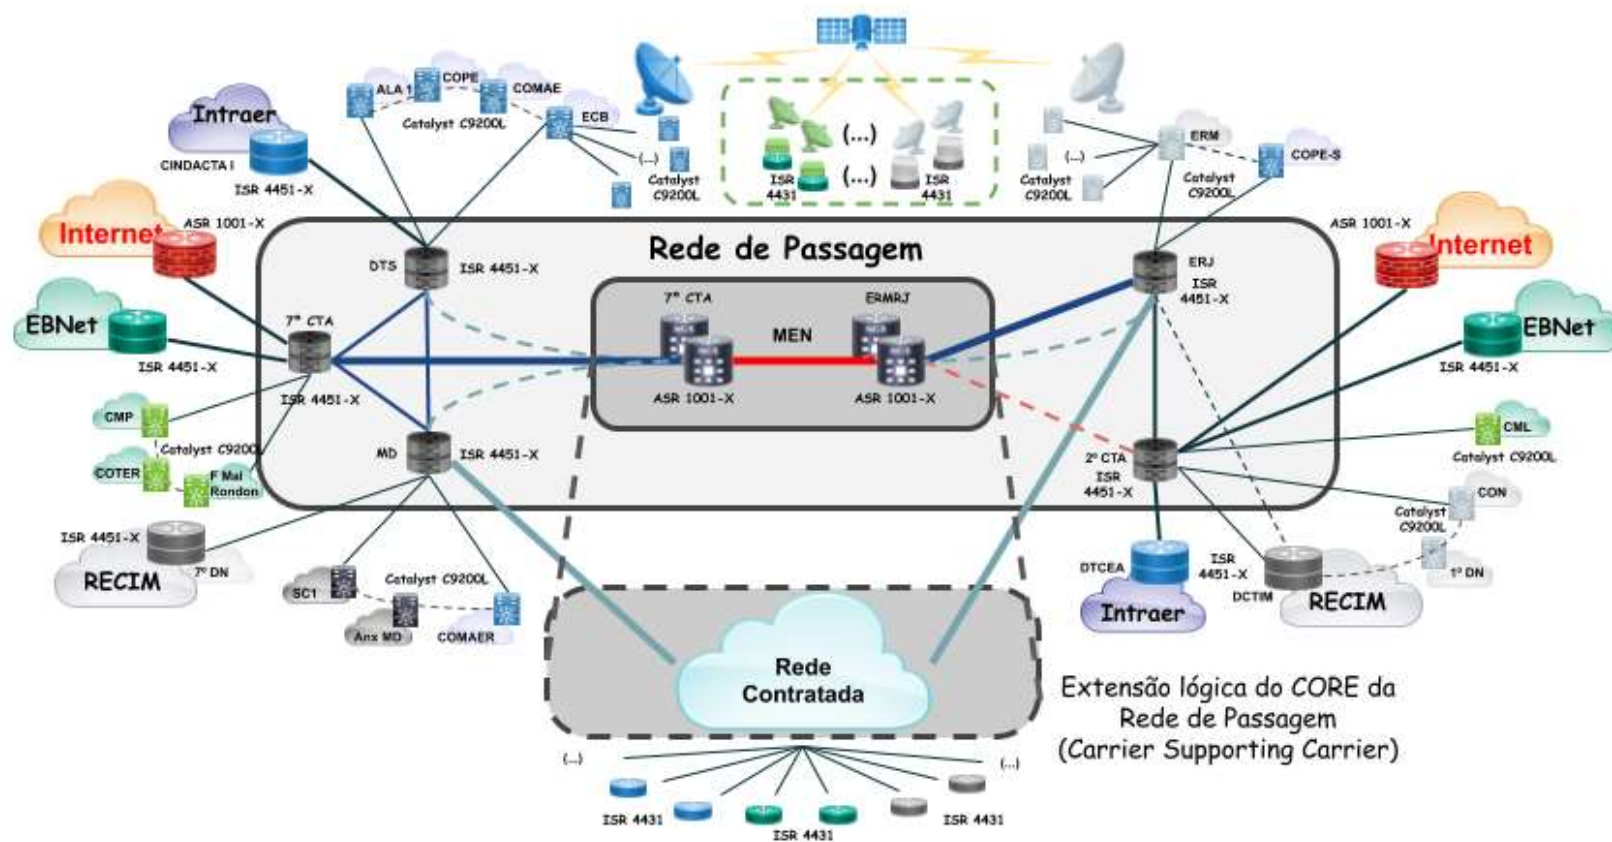 COPE
ALA 1
COMAE
Catalyst C9200L
ECB
(...)
Catalyst
C9200L
Intraer
CINDACTA I
ISR 4451-X
(...)
(...)
ISR
4431
ISR
4431
ERM
COPE-S
(...)
Catalyst
C9200L
Catalyst
C9200L
Internet
ASR 1001-X
EBNet
ISR 4451-X
Rede de Passagem
DTS
ISR 4451-X
7º CTA
ISR 4451-X
MD
ISR 4451-X
7º CTA
ERMRJ
MEN
ASR 1001-X
ASR 1001-X
ERJ
ISR
4451-X
2º CTA
ISR
4451-X
ASR 1001-X
Internet
EBNet
ISR 4451-X
CMP
Catalyst C9200L
COTER
F Mal
Rondon
ISR 4451-X
RECIM
7º DN
SC1
Catalyst C9200L
Anx MD
COMAER
CML
Catalyst C9200L
CON
Catalyst
C9200L
1º DN
DTCEA
Intraer
ISR
4451-X
DCTIM
RECIM
Rede
Contratada
Extensão lógica do CORE da
Rede de Passagem
(Carrier Supporting Carrier)
(...)
(...)
ISR 4431
ISR 4431
ISR 4431